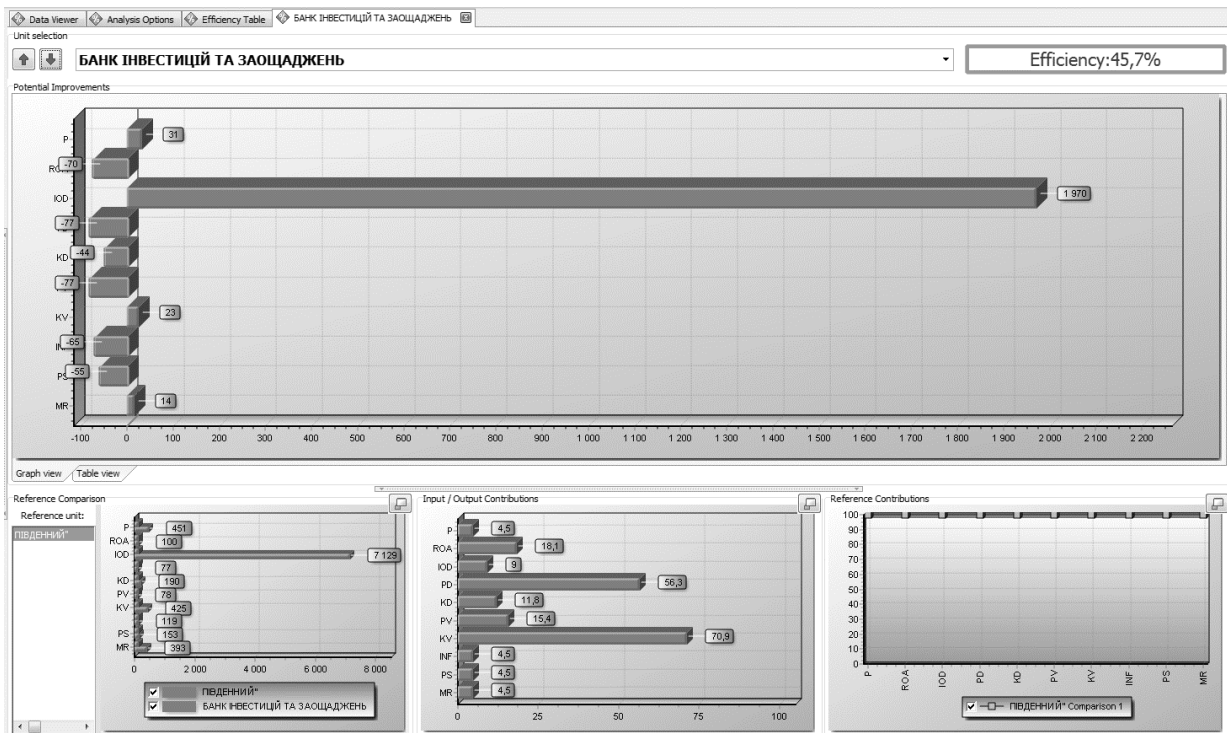 Data Viewer Analysis Options Efficiency Table БАНК ІНВЕСТИЦІЙ ТА ЗАОЩАДЖЕНЬ
Unit selection
БАНК ІНВЕСТИЦІЙ ТА ЗАОЩАДЖЕНЬ Efficiency:45,7%
Potential Improvements
P 31
-70
IOD 1 970
-77
KD -44
-77
KV 23
-65
PS -55
MR 14
-100 0 100 200 300 400 500 600 700 800 900 1 000 1 100 1 200 1 300 1 400 1 500 1 600 1 700 1 800 1 900 2 000 2 100 2 200
Graph view Table view
Reference Comparison
Reference unit:
ПІВДЕННИЙ"
P 451
ROA 100
IOD 7 129
77
KD 190
PV 78
KV 425
119
PS 153
MR 393
0 2 000 4 000 6 000 8 000
ПІВДЕННИЙ"
БАНК ІНВЕСТИЦІЙ ТА ЗАОЩАДЖЕНЬ
Input / Output Contributions
P 4,5
ROA 18,1
IOD 9
PD 56,3
KD 11,8
PV 15,4
KV 70,9
INF 4,5
PS 4,5
MR 4,5
0 25 50 75 100
Reference Contributions
100
90
80
70
60
50
40
30
20
10
0
P ROA IOD PD KD PV KV INF PS MR
ПІВДЕННИЙ" Comparison 1